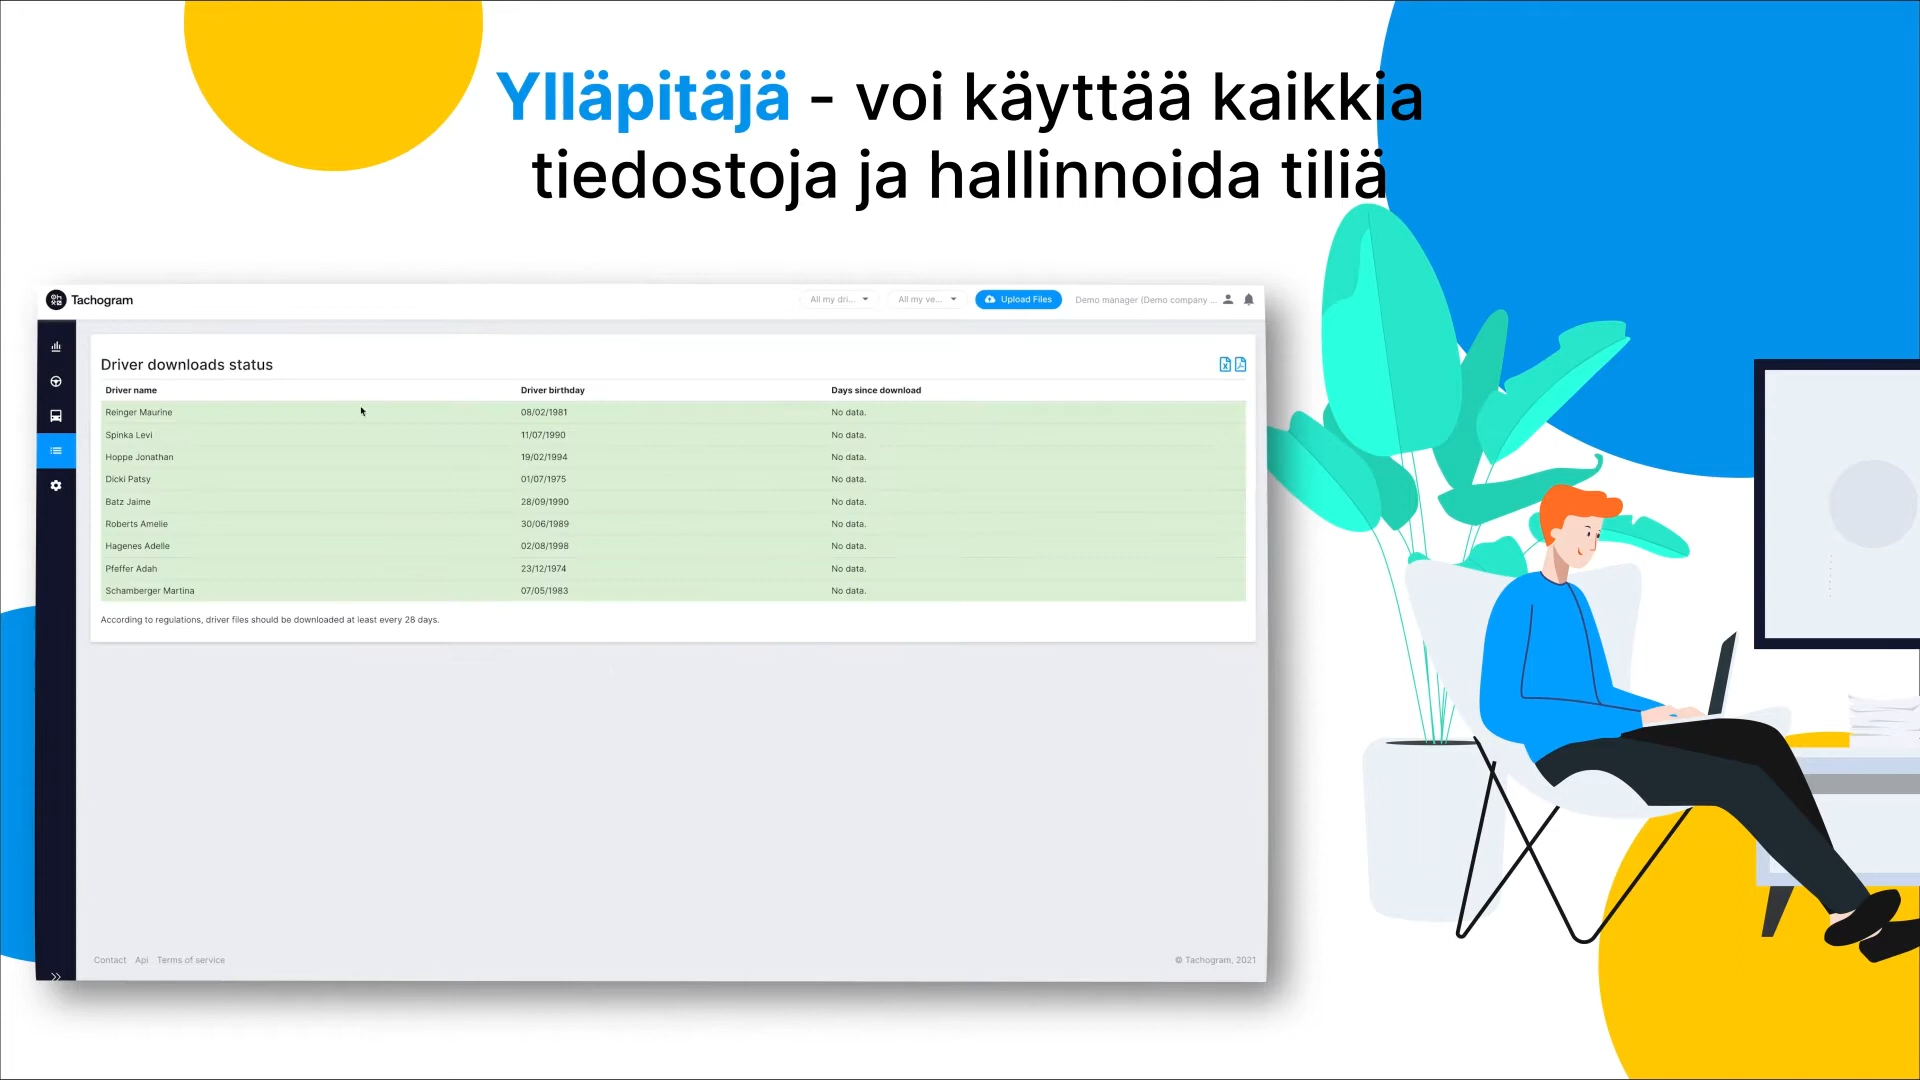 Ylläpitäjä - voi käyttää kaikkia
tiedostoja ja hallinnoida tiliä
Tachogram
All my dri... All my ve... Upload Files Demo manager (Demo company ...
Driver downloads status
Driver name Driver birthday Days since download
Reinger Maurine 08/02/1981 No data.
Spinka Levi 11/07/1990 No data.
Hoppe Jonathan 19/02/1994 No data.
Dicki Patsy 01/07/1975 No data.
Batz Jaime 28/09/1990 No data.
Roberts Amelie 30/06/1989 No data.
Hagenes Adelle 02/08/1998 No data.
Pfeffer Adah 23/12/1974 No data.
Schamberger Martina 07/05/1983 No data.
According to regulations, driver files should be downloaded at least every 28 days.
Contact Api Terms of service © Tachogram, 2021